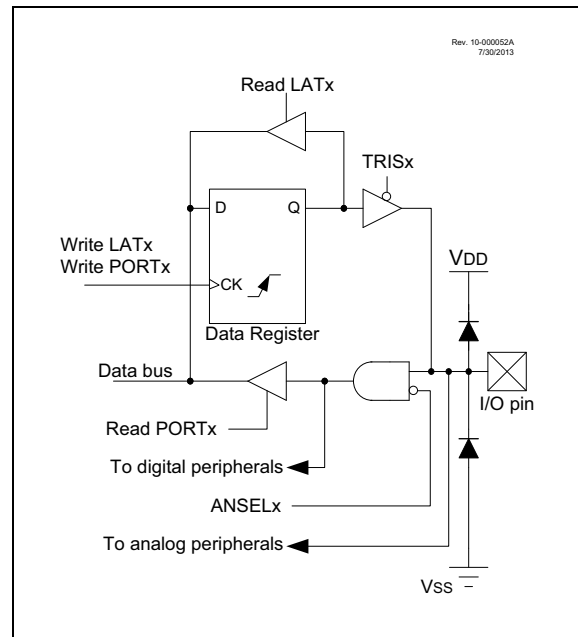 Rev. 10-000052A
7/30/2013
Read LATx
TRISx
D
Q
Write LATx
Write PORTx
CK
VDD
Data Register
Data bus
I/O pin
Read PORTx
To digital peripherals
ANSELx
To analog peripherals
VSS